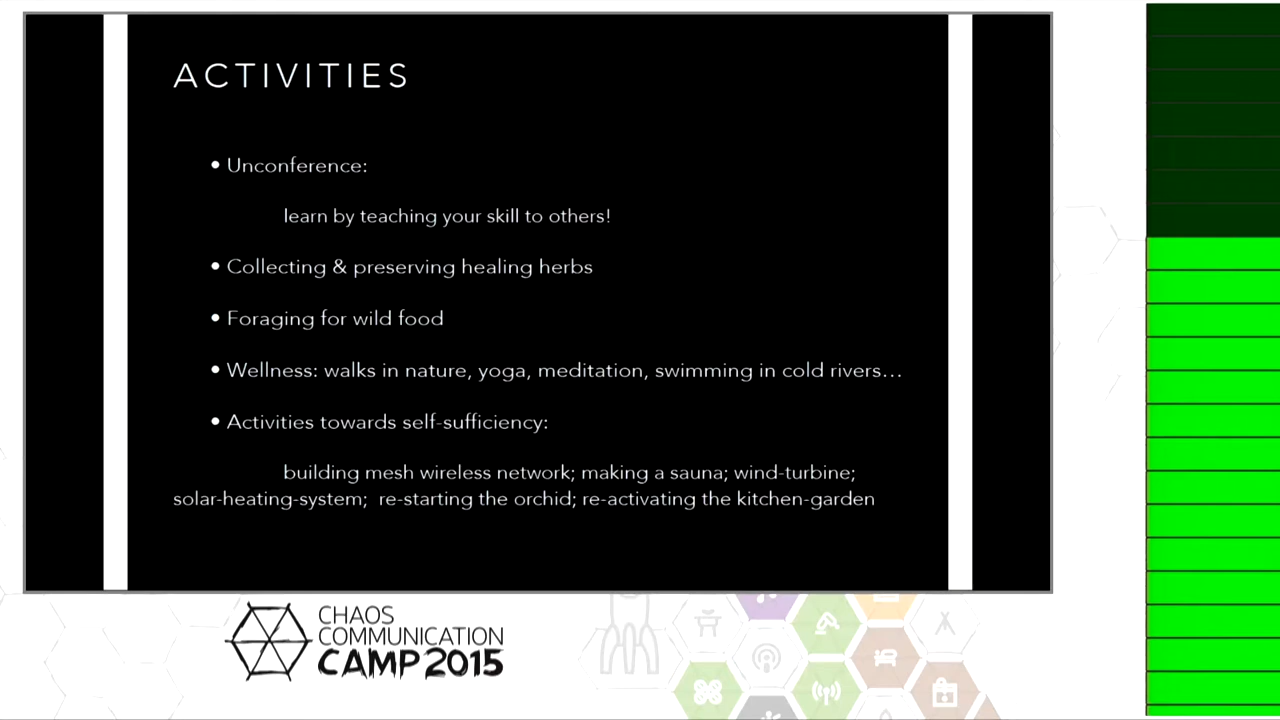 ACTIVITIES
• Unconference:
learn by teaching your skill to others!
• Collecting & preserving healing herbs
• Foraging for wild food
• Wellness: walks in nature, yoga, meditation, swimming in cold rivers...
• Activities towards self-sufficiency:
building mesh wireless network; making a sauna; wind-turbine;
solar-heating-system; re-starting the orchid; re-activating the kitchen-garden
CHAOS
COMMUNICATION
CAMP 2015